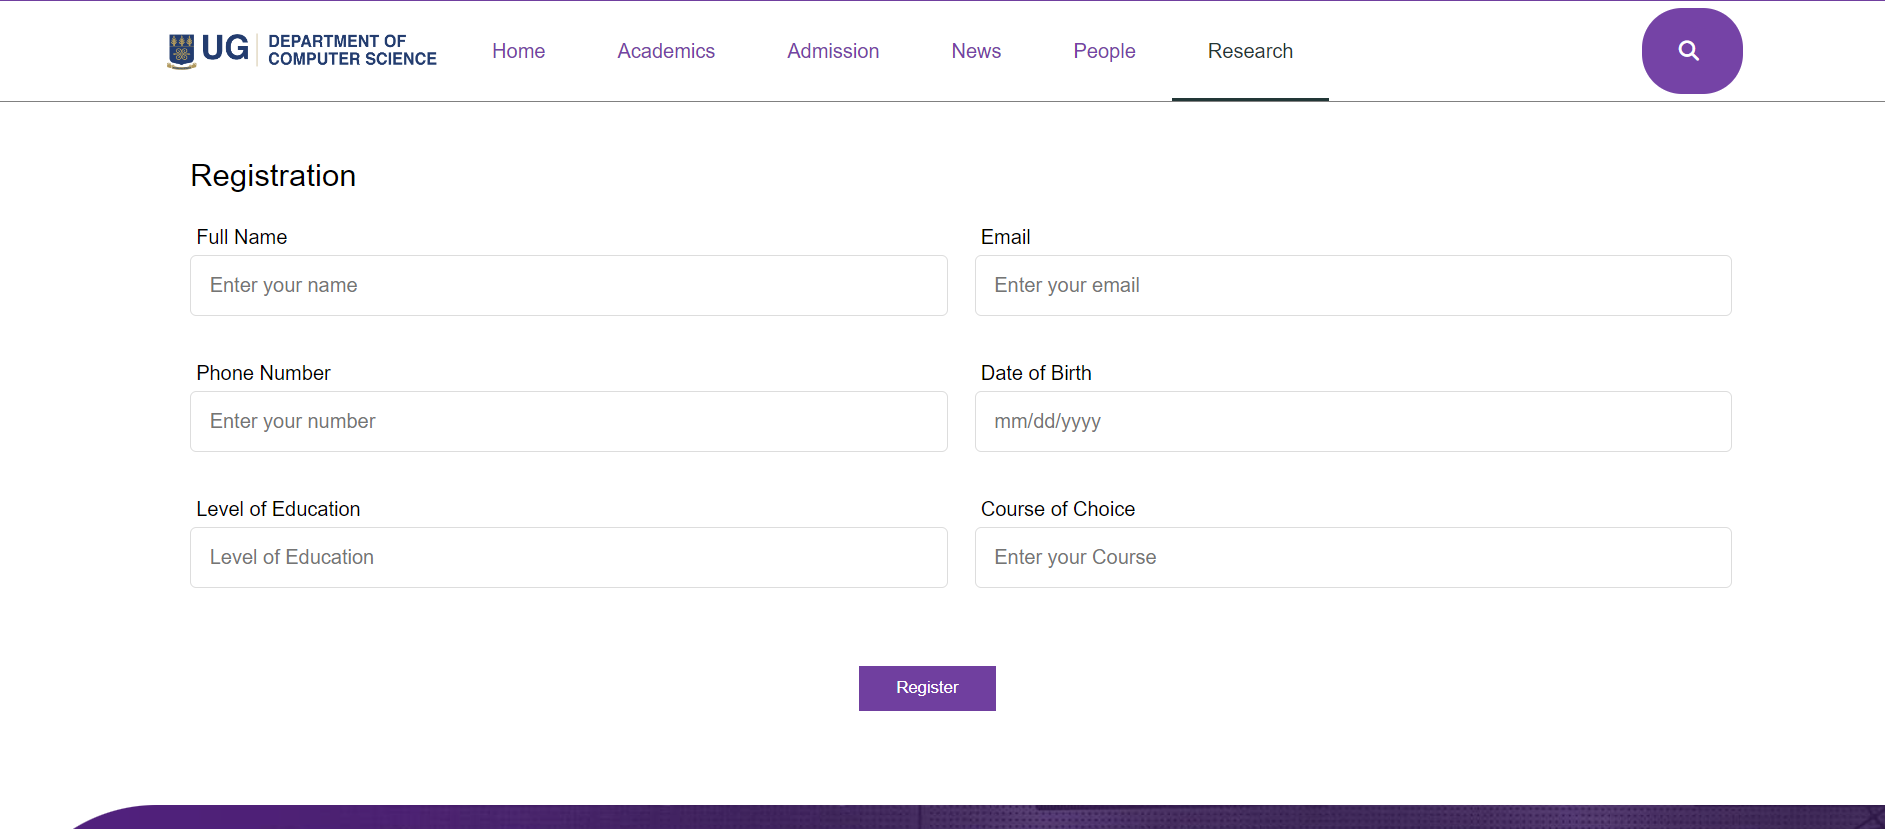 UG DEPARTMENT OF
COMPUTER SCIENCE
Home Academics Admission News People Research
Registration
Full Name Email
Enter your name Enter your email
Phone Number Date of Birth
Enter your number mm/dd/yyyy
Level of Education Course of Choice
Level of Education Enter your Course
Register